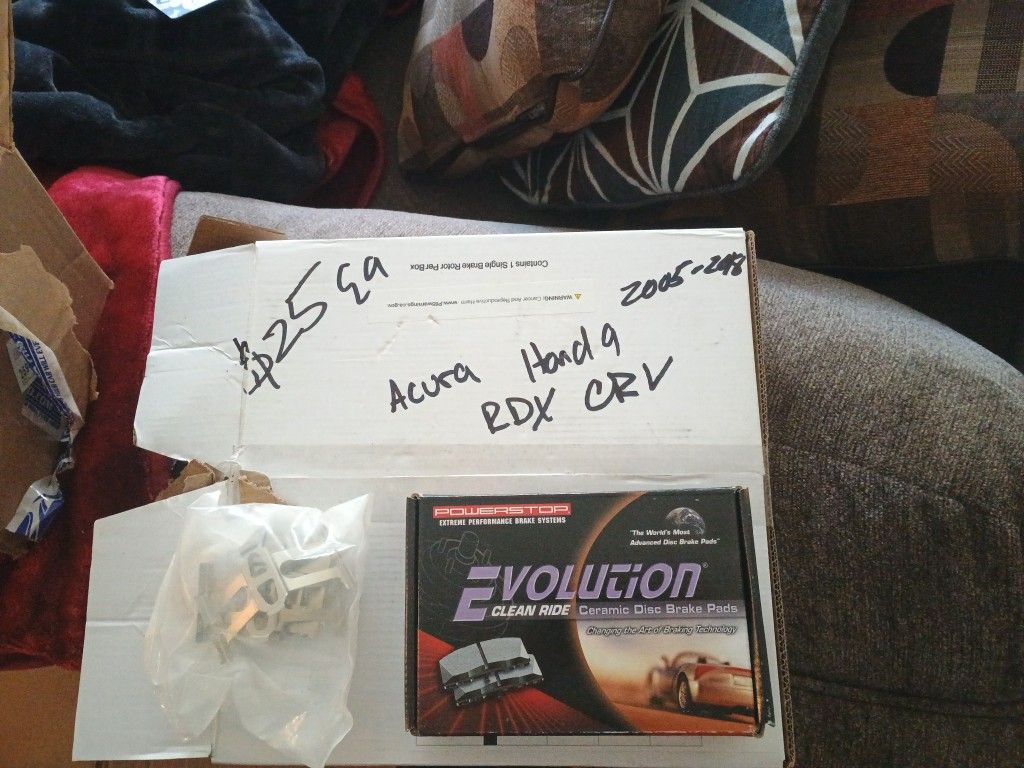 Contains 1 Single Brake Rotor Per Box
WARNING: Cancer And Reproductive Harm - www.P65warnings.ca.gov
$25 Ea
2005-2018
Acura Honda
RDX CRV
POWERSTOP
EXTREME PERFORMANCE BRAKE SYSTEMS
"The World's Most
Advanced Disc Brake Pads"
EVOLUTION®
CLEAN RIDE Ceramic Disc Brake Pads
Changing the Art of Braking Technology